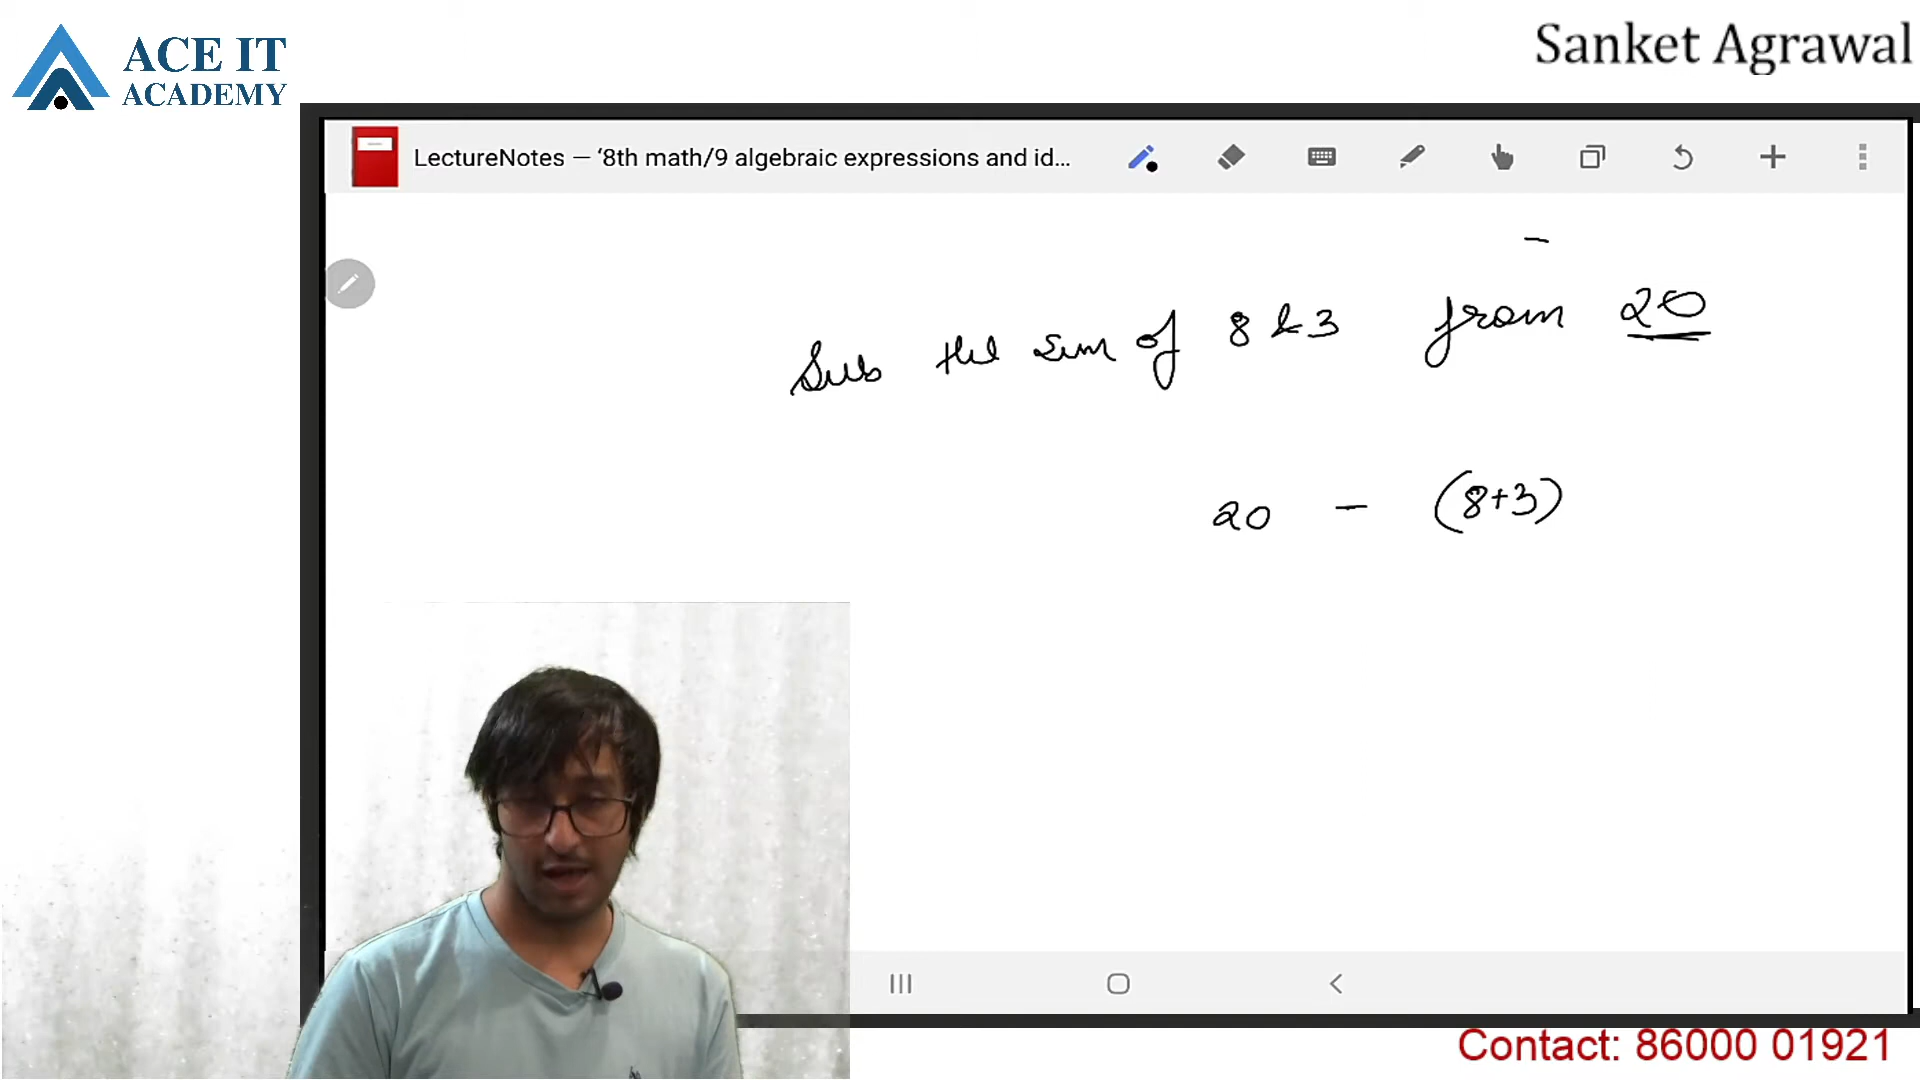 ACE IT
ACADEMY
Sanket Agrawal
LectureNotes — ‘8th math/9 algebraic expressions and id...
Sub the sum of 8 & 3 from 20
20 - (8+3)
Contact: 86000 01921